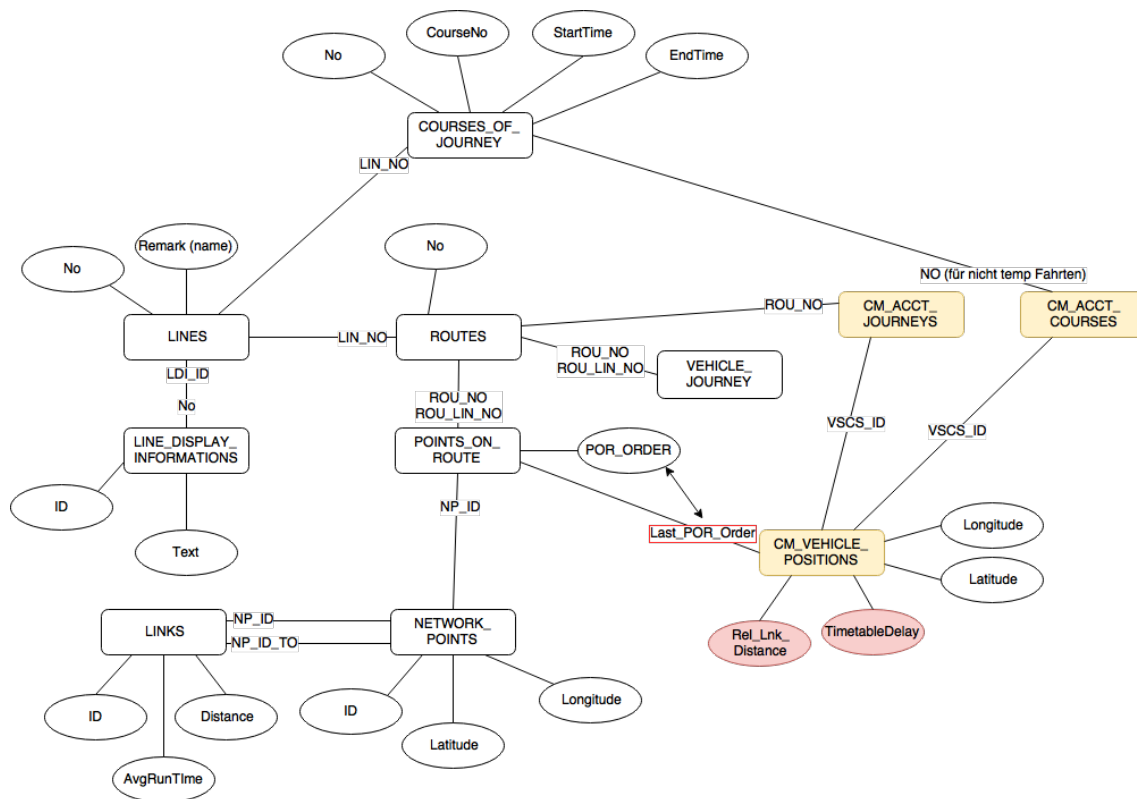 CourseNo
StartTime
No
EndTime
COURSES_OF_
JOURNEY
LIN_NO
Remark (name)
No
No
NO (für nicht temp Fahrten)
ROU_NO
CM_ACCT_
JOURNEYS
CM_ACCT_
COURSES
LINES
LIN_NO
ROUTES
ROU_NO
ROU_LIN_NO
VEHICLE_
JOURNEY
LDI_ID
No
ROU_NO
ROU_LIN_NO
VSCS_ID
VSCS_ID
LINE_DISPLAY_
INFORMATIONS
POINTS_ON_
ROUTE
POR_ORDER
ID
NP_ID
Longitude
Last_POR_Order
CM_VEHICLE_
POSITIONS
Text
Latitude
NP_ID
LINKS
NP_ID_TO
NETWORK_
POINTS
Rel_Lnk_
Distance
TimetableDelay
ID
Distance
ID
Longitude
Latitude
AvgRunTIme